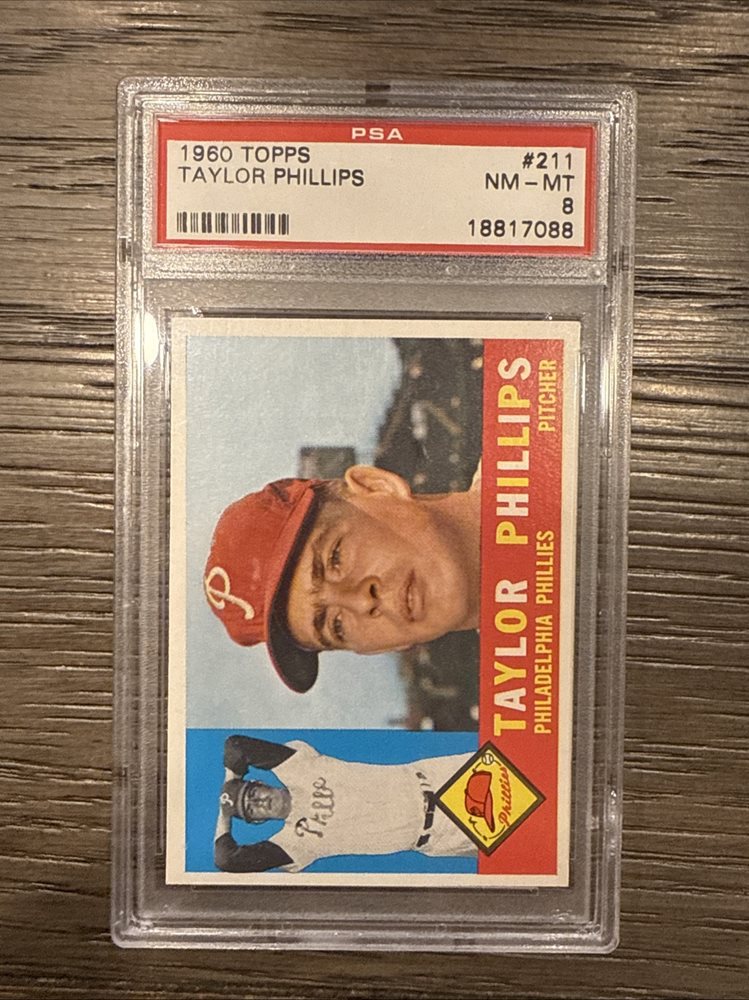 PSA
1960 TOPPS
TAYLOR PHILLIPS
#211
NM-MT
8
18817088
TAYLOR PHILLIPS
PHILADELPHIA PHILLIES
PITCHER
Phillies
P
P